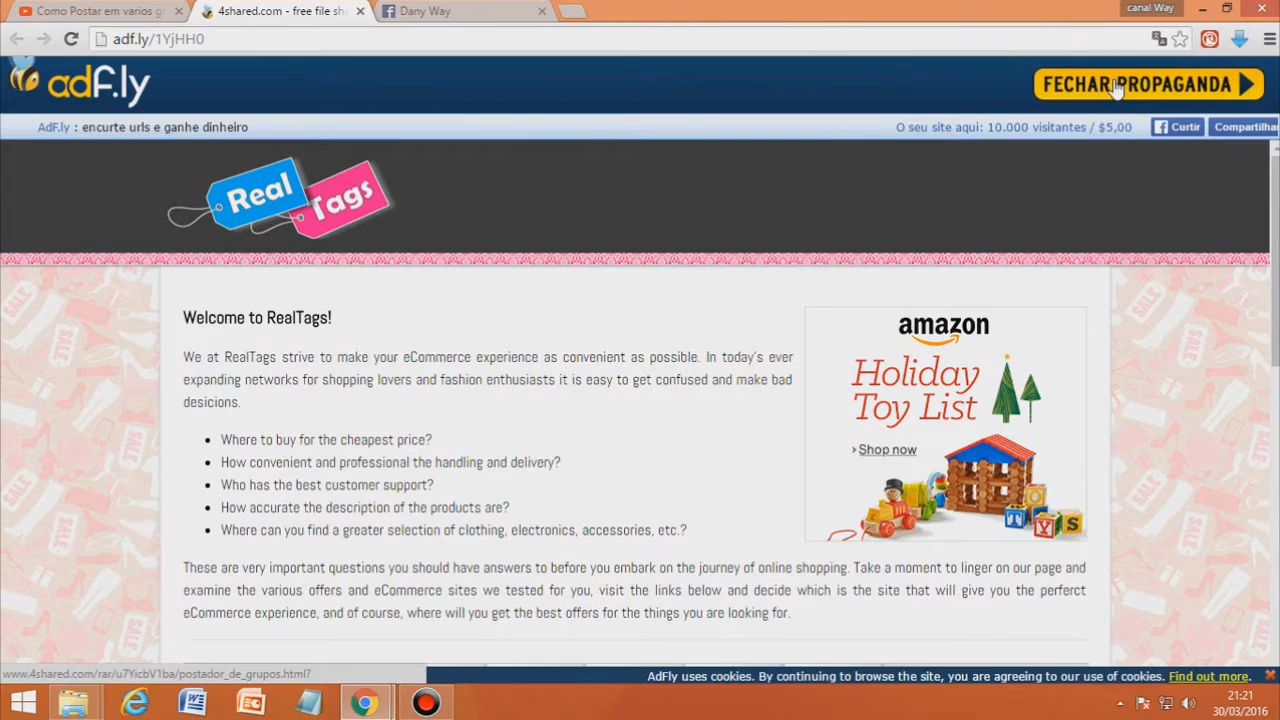 Como Postar em varios gr
4shared.com - free file sha
Dany Way
canal Way
adf.ly/1YjHH0
adf.ly
FECHAR PROPAGANDA
AdF.ly : encurte urls e ganhe dinheiro
O seu site aqui: 10.000 visitantes / $5,00
Curtir
Compartilhar
Real
Tags
Welcome to RealTags!
We at RealTags strive to make your eCommerce experience as convenient as possible. In today's ever
expanding networks for shopping lovers and fashion enthusiasts it is easy to get confused and make bad
desicions.
• Where to buy for the cheapest price?
• How convenient and professional the handling and delivery?
• Who has the best customer support?
• How accurate the description of the products are?
• Where can you find a greater selection of clothing, electronics, accessories, etc.?
amazon
Holiday
Toy List
› Shop now
T Y S
O
These are very important questions you should have answers to before you embark on the journey of online shopping. Take a moment to linger on our page and
examine the various offers and eCommerce sites we tested for you, visit the links below and decide which is the site that will give you the perfect
eCommerce experience, and of course, where will you get the best offers for the things you are looking for.
www.4shared.com/rar/u7YicbV1ba/postador_de_grupos.html?
AdFly uses cookies. By continuing to browse the site, you are agreeing to our use of cookies. Find out more.
21:21
30/03/2016